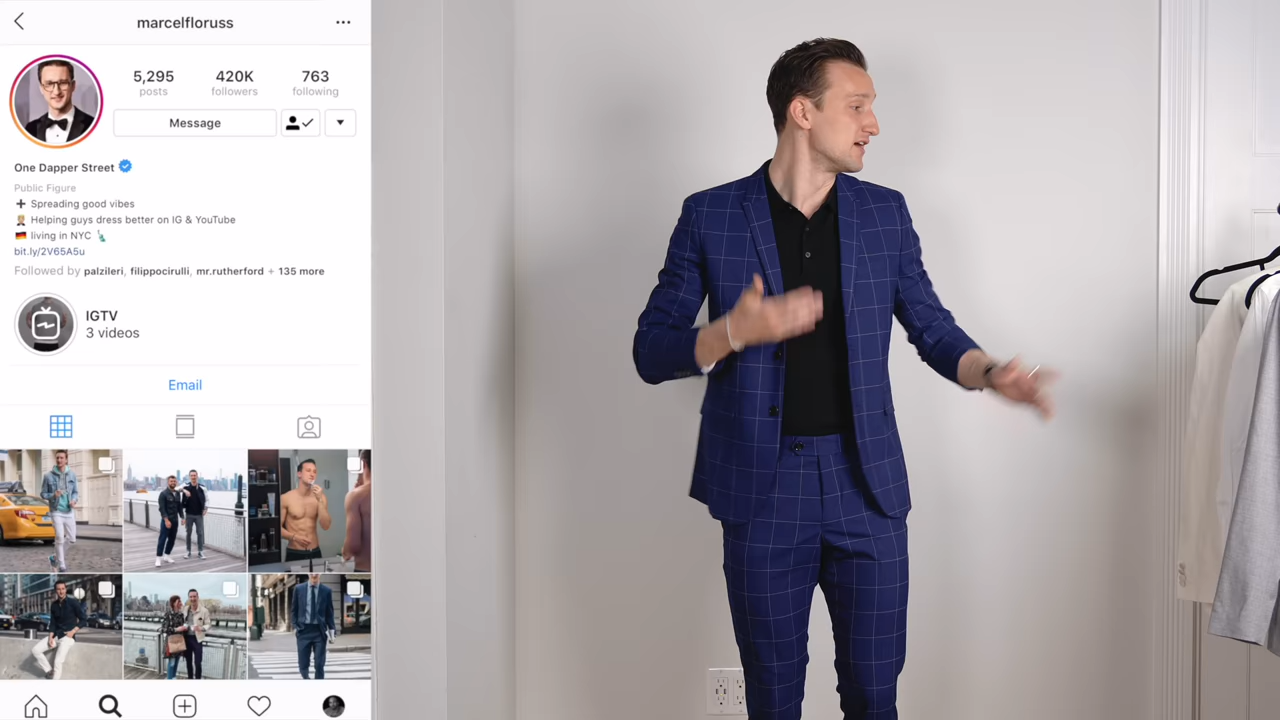 marcelfloruss
5,295 420K 763
posts followers following
Message
One Dapper Street
Public Figure
Spreading good vibes
Helping guys dress better on IG & YouTube
living in NYC
bit.ly/2V65A5u
Followed by palzileri, filippocirulli, mr.rutherford + 135 more
IGTV
3 videos
Email